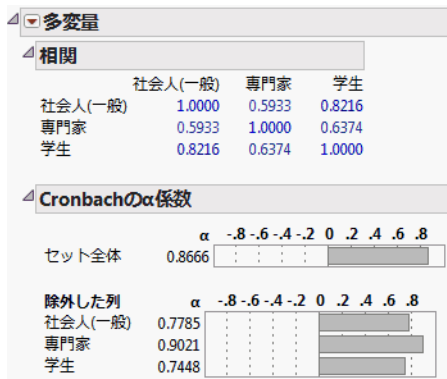 多変量
相関
社会人(一般) 専門家 学生
社会人(一般) 1.0000 0.5933 0.8216
専門家 0.5933 1.0000 0.6374
学生 0.8216 0.6374 1.0000
Cronbachのα係数
α -.8 -.6 -.4 -.2 0 .2 .4 .6 .8
セット全体 0.8666
除外した列 α -.8 -.6 -.4 -.2 0 .2 .4 .6 .8
社会人(一般) 0.7785
専門家 0.9021
学生 0.7448